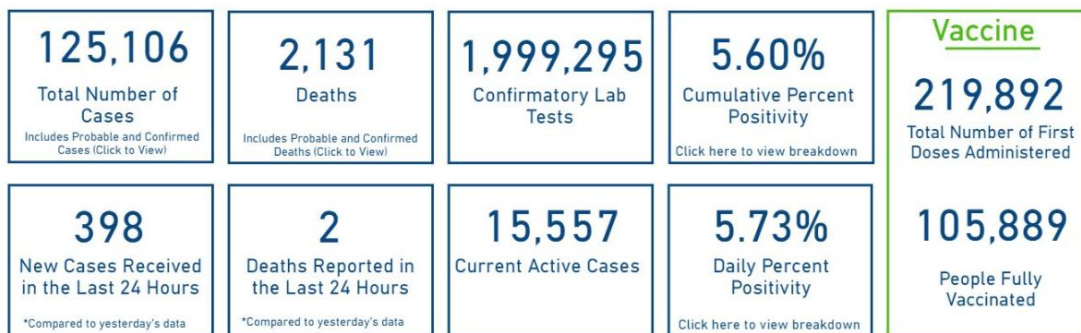 125,106
Total Number of
Cases
Includes Probable and Confirmed
Cases (Click to View)
2,131
Deaths
Includes Probable and Confirmed
Deaths (Click to View)
1,999,295
Confirmatory Lab
Tests
5.60%
Cumulative Percent
Positivity
Click here to view breakdown
398
New Cases Received
in the Last 24 Hours
*Compared to yesterday's data
2
Deaths Reported in
the Last 24 Hours
*Compared to yesterday's data
15,557
Current Active Cases
5.73%
Daily Percent
Positivity
Click here to view breakdown
Vaccine
219,892
Total Number of First
Doses Administered
105,889
People Fully
Vaccinated